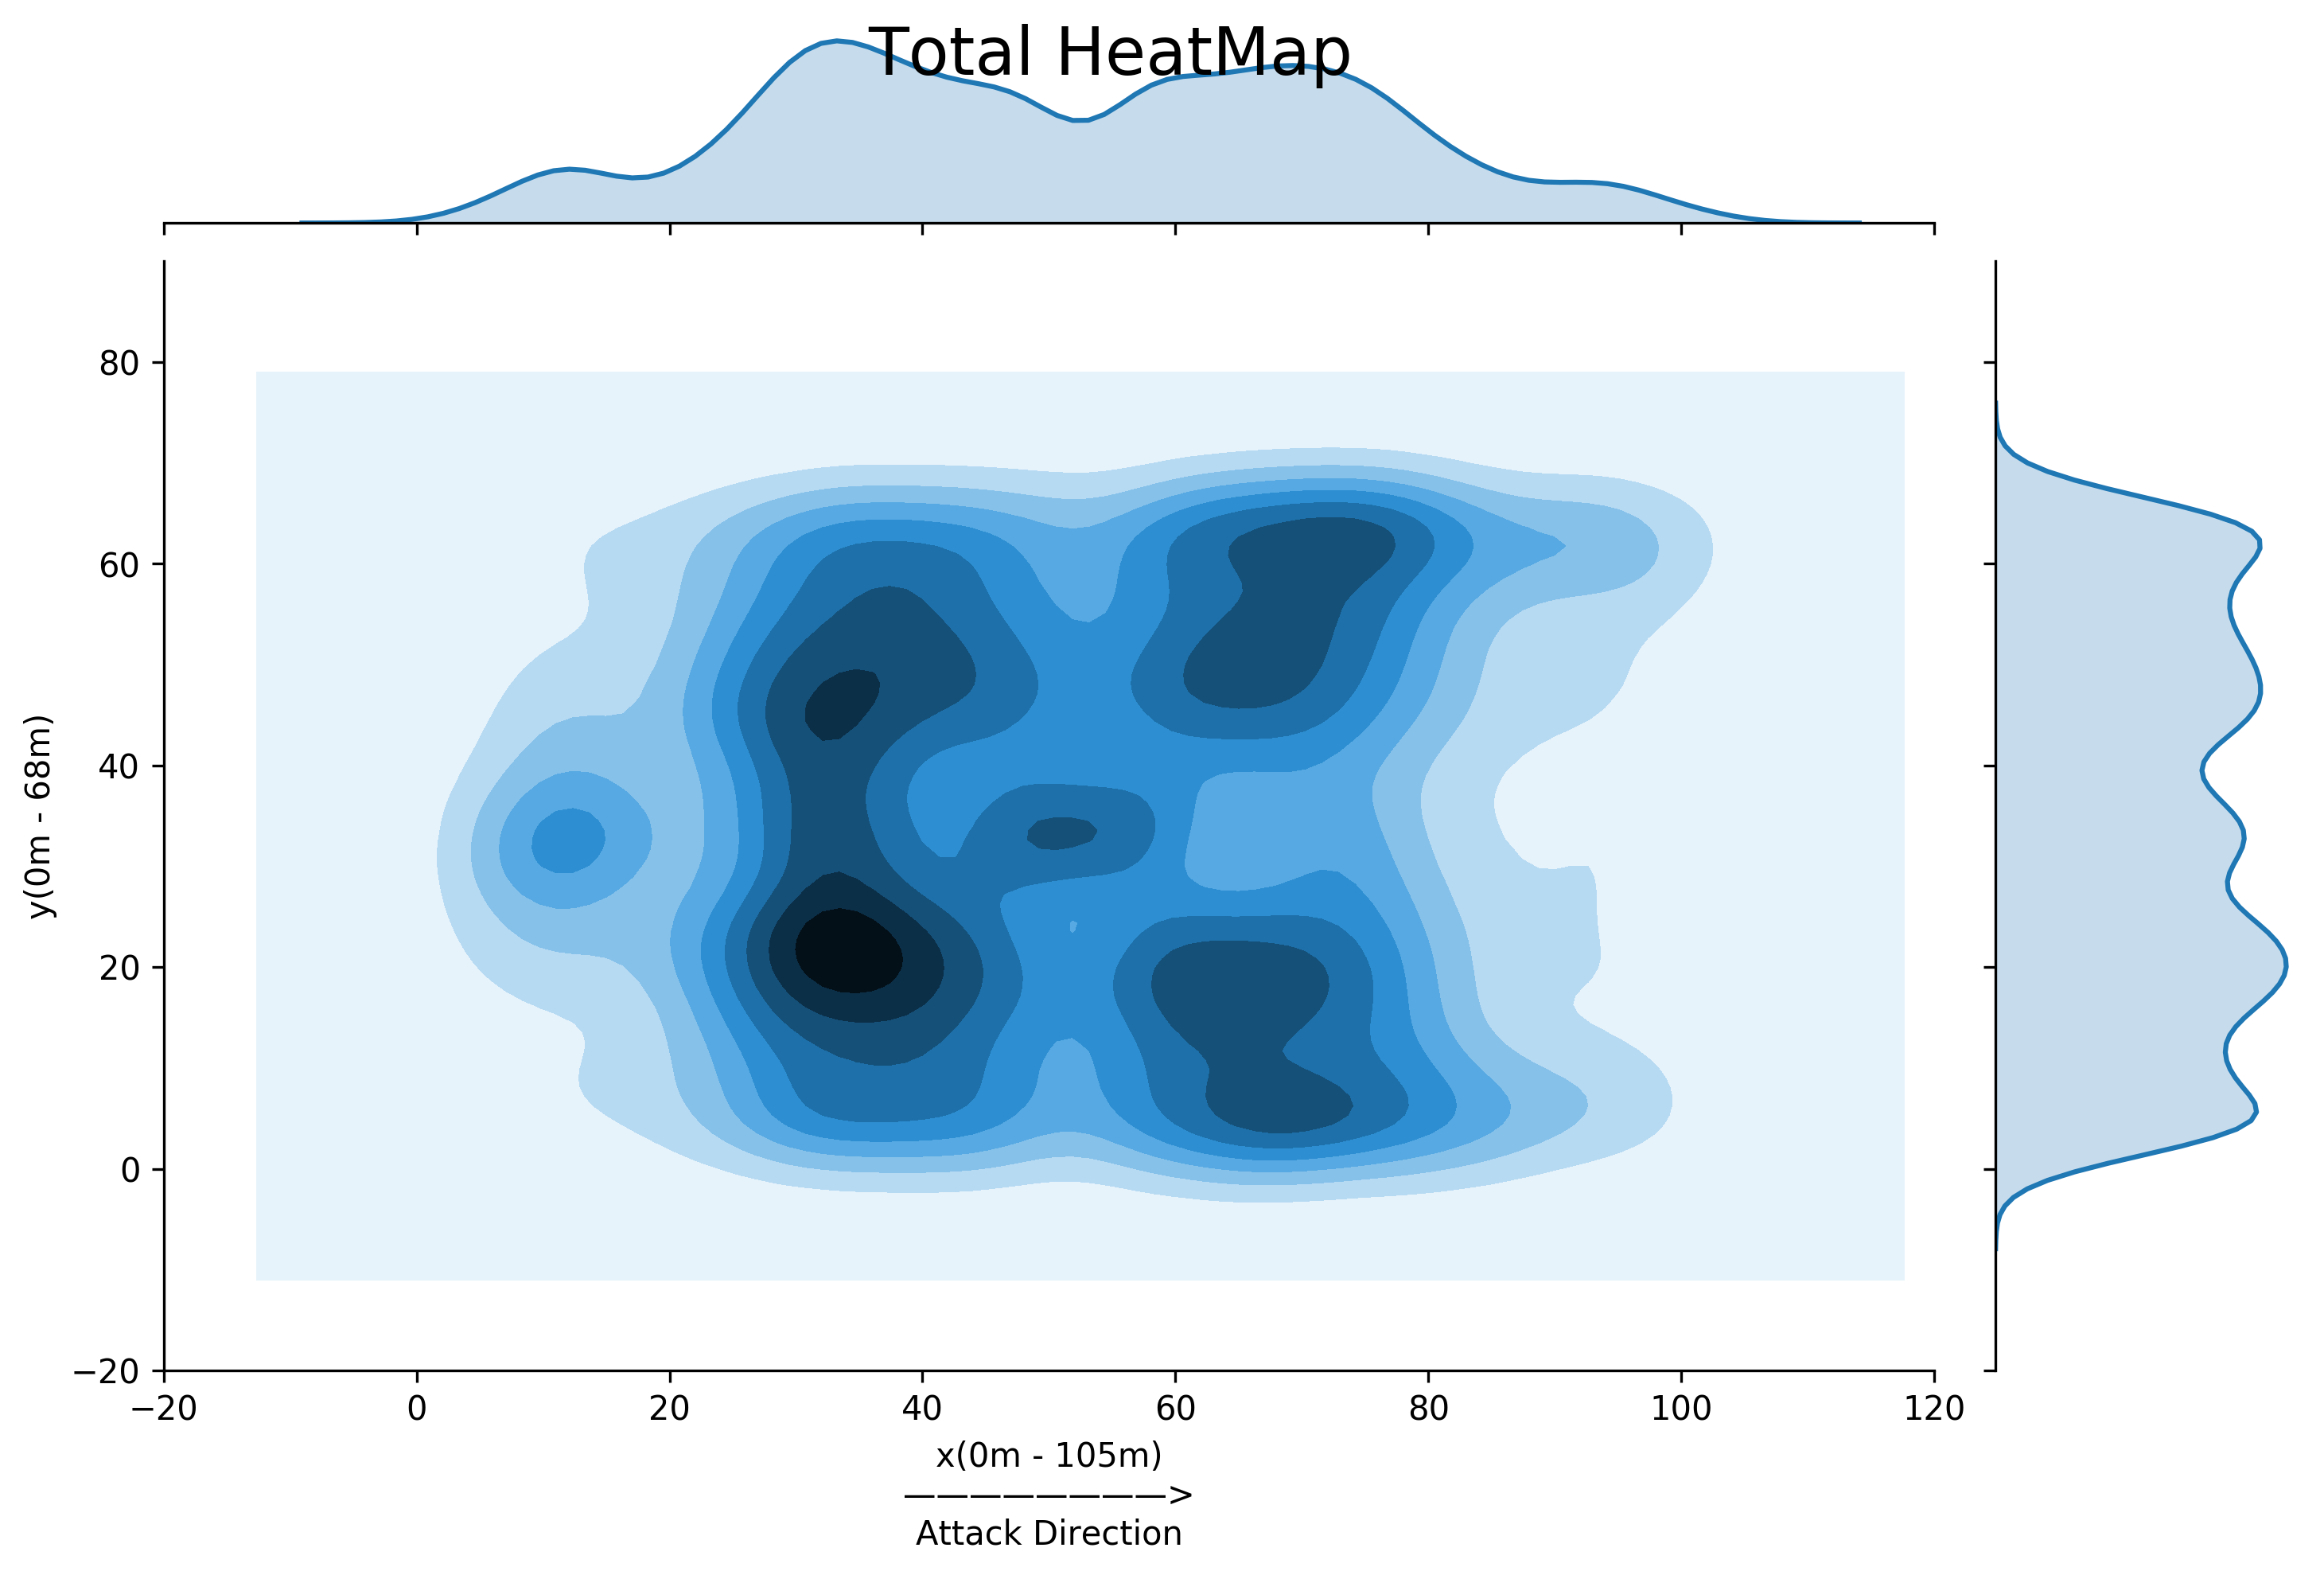 Total HeatMap
80
60
40
20
0
−20
y(0m - 68m)
−20 0 20 40 60 80 100 120
x(0m - 105m)
————————>
Attack Direction